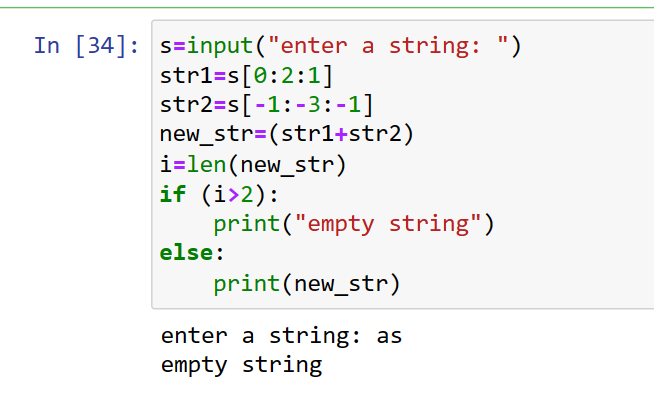 In [34]: s=input("enter a string: ")
str1=s[0:2:1]
str2=s[-1:-3:-1]
new_str=(str1+str2)
i=len(new_str)
if (i>2):
    print("empty string")
else:
    print(new_str)
enter a string: as
empty string